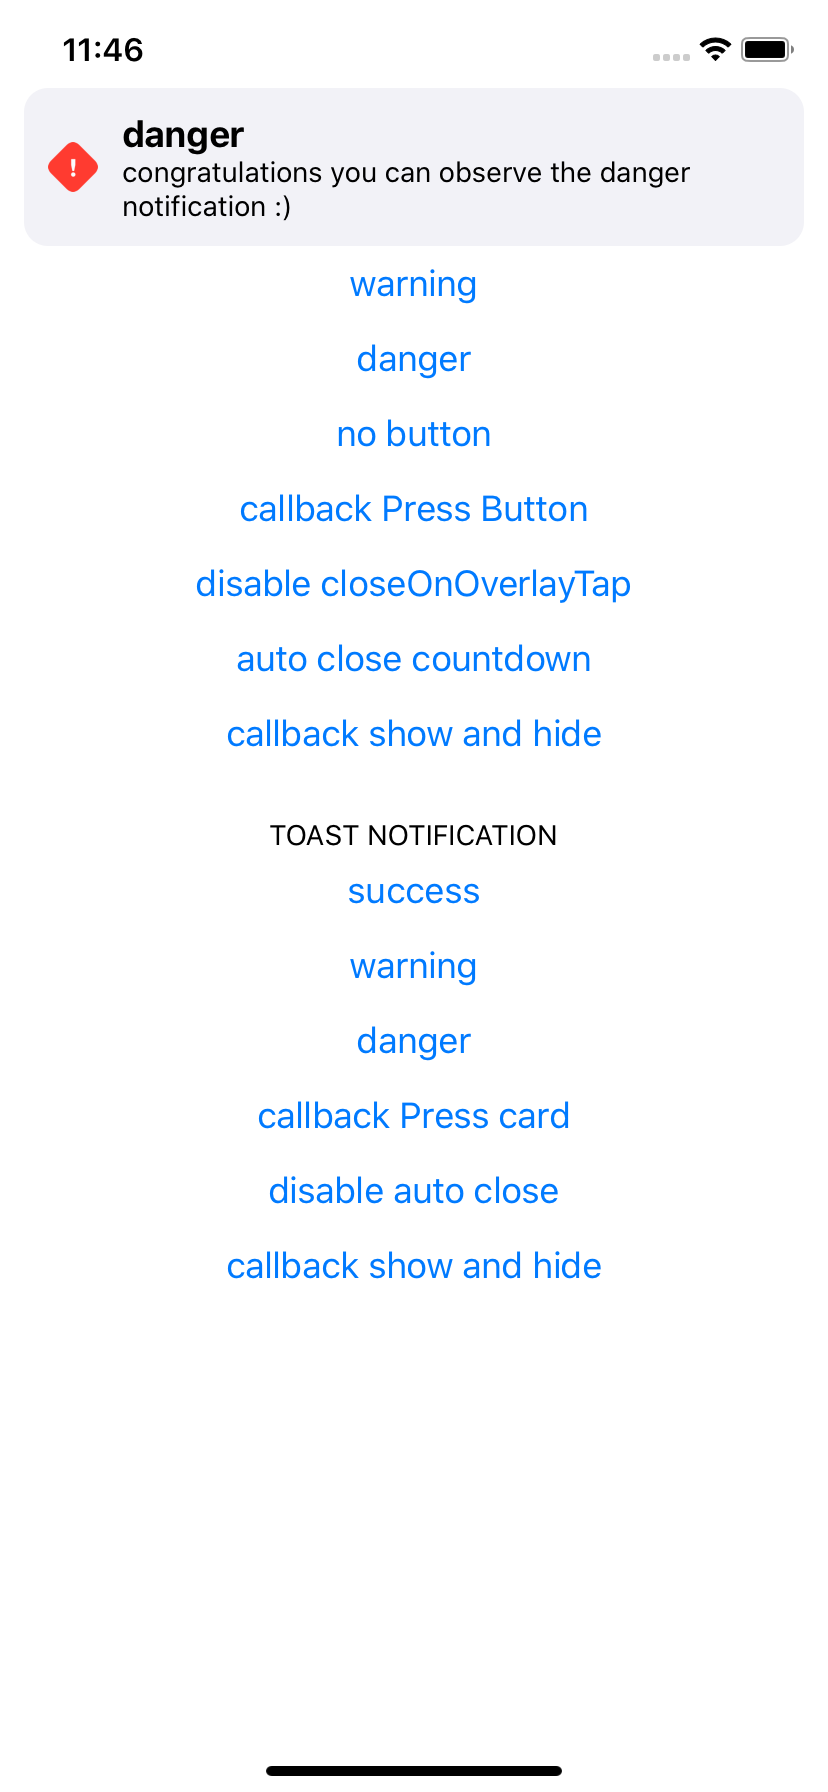 11:46
danger
congratulations you can observe the danger
notification :)
warning
danger
no button
callback Press Button
disable closeOnOverlayTap
auto close countdown
callback show and hide
TOAST NOTIFICATION
success
warning
danger
callback Press card
disable auto close
callback show and hide